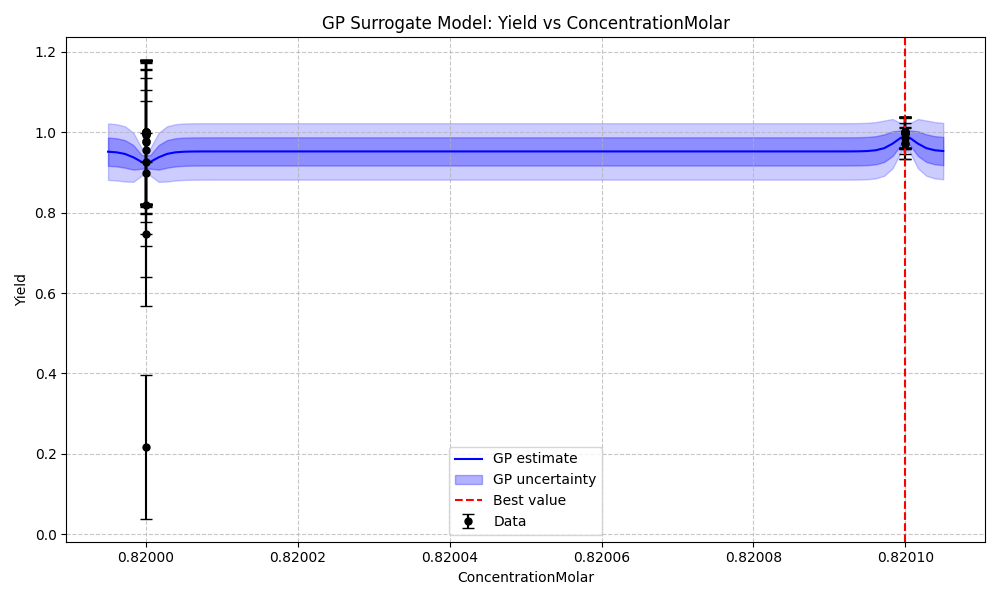 GP Surrogate Model: Yield vs ConcentrationMolar
1.2
1.0
0.8
0.6
0.4
0.2
0.0
Yield
GP estimate
GP uncertainty
Best value
Data
0.82000
0.82002
0.82004
0.82006
0.82008
0.82010
ConcentrationMolar